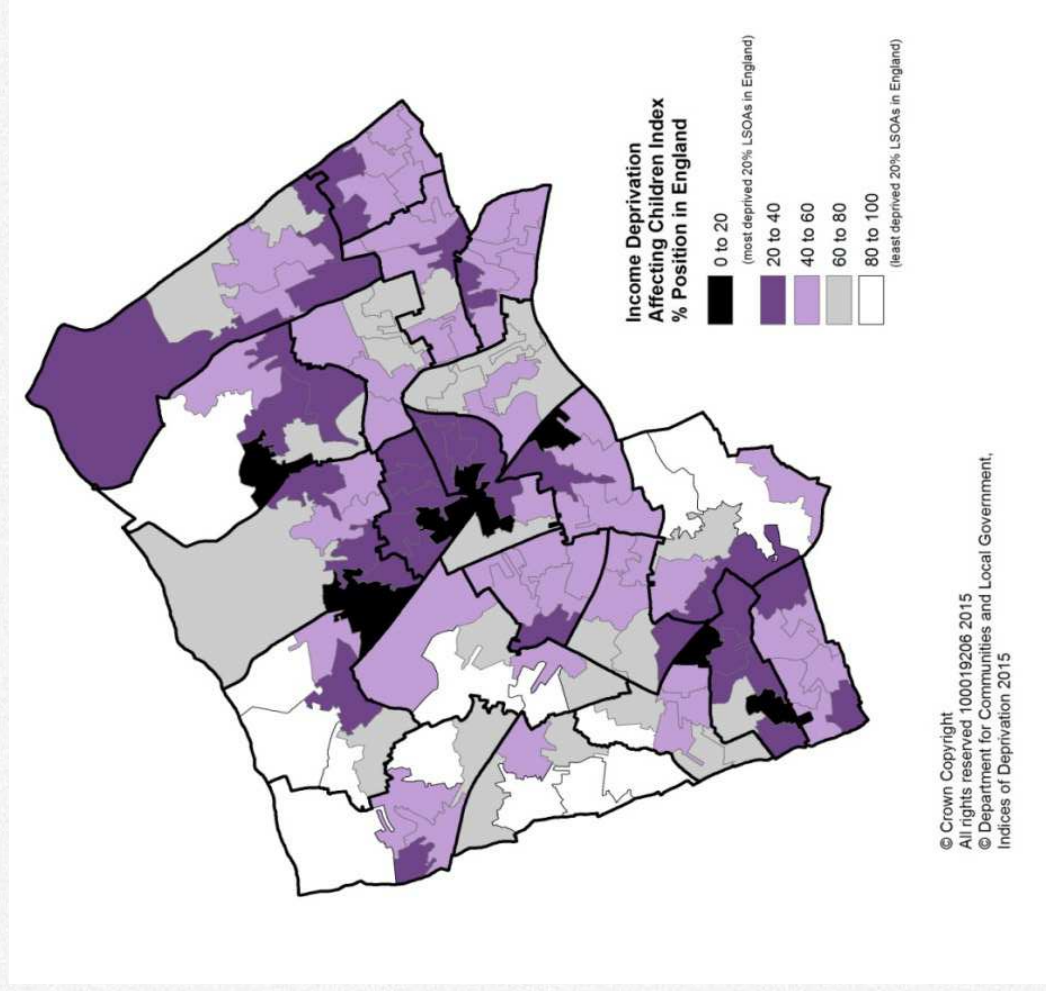 Income Deprivation
Affecting Children Index
% Position in England
0 to 20
(most deprived 20% LSOAs in England)
20 to 40
40 to 60
60 to 80
80 to 100
(least deprived 20% LSOAs in England)
© Crown Copyright
All rights reserved 100019206 2015
© Department for Communities and Local Government,
Indices of Deprivation 2015